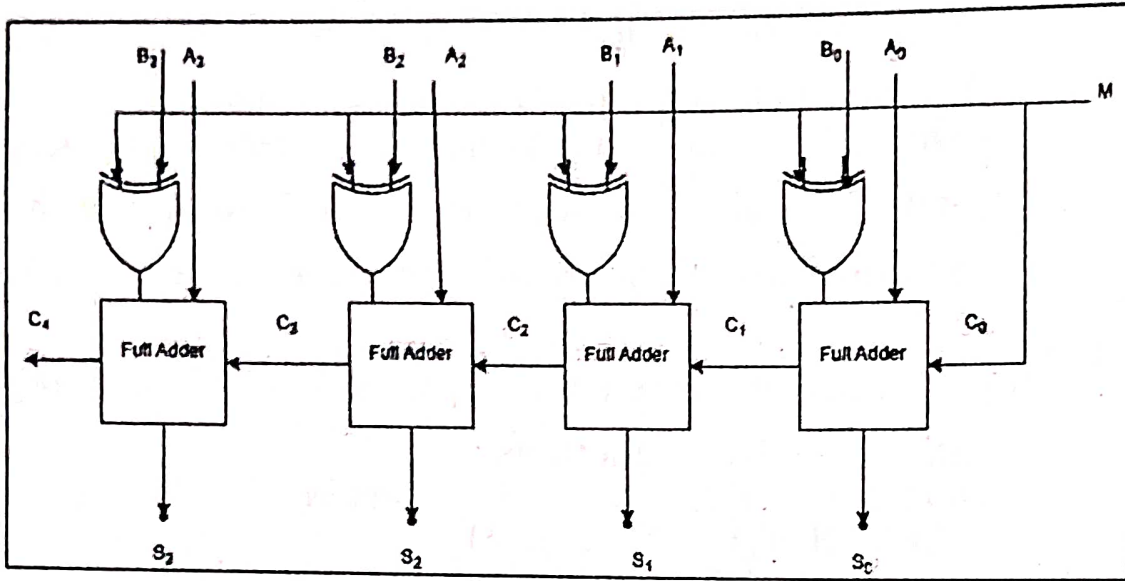 B₃ A₃ B₂ A₂ B₁ A₁ B₀ A₀
M
C₄ C₃ C₂ C₁ C₀
Full Adder Full Adder Full Adder Full Adder
S₃ S₂ S₁ S₀